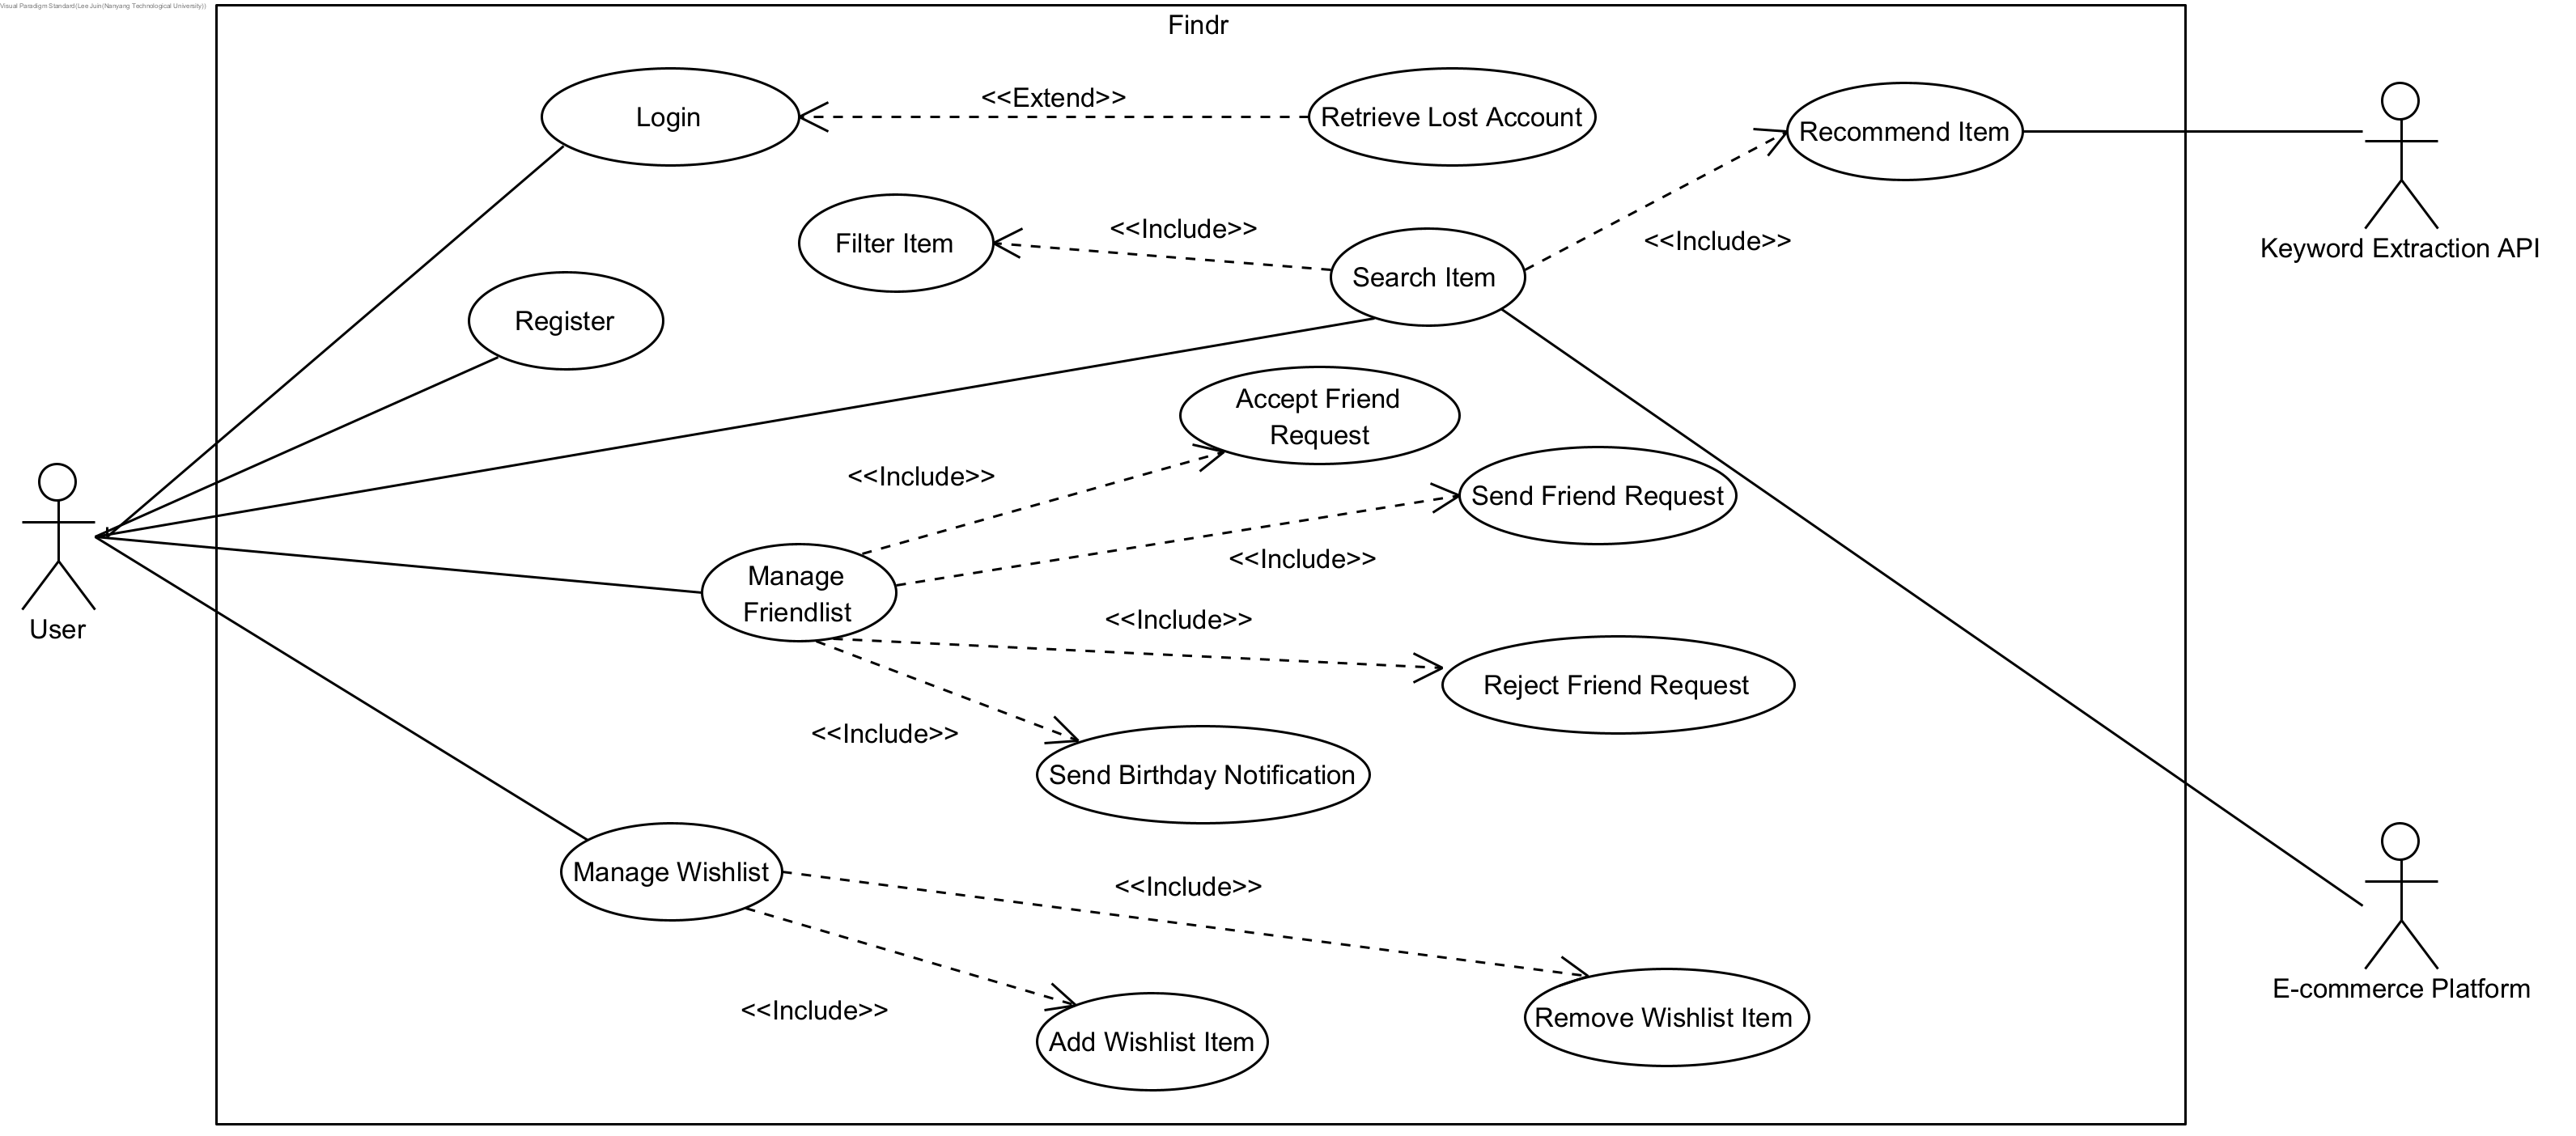 Visual Paradigm Standard(Lee Juin(Nanyang Technological University))
Findr
Login
<<Extend>>
Retrieve Lost Account
Recommend Item
Filter Item
<<Include>>
Search Item
<<Include>>
Keyword Extraction API
Register
Accept Friend
Request
<<Include>>
Send Friend Request
<<Include>>
Manage
Friendlist
<<Include>>
User
Reject Friend Request
<<Include>>
Send Birthday Notification
Manage Wishlist
<<Include>>
E-commerce Platform
<<Include>>
Remove Wishlist Item
Add Wishlist Item